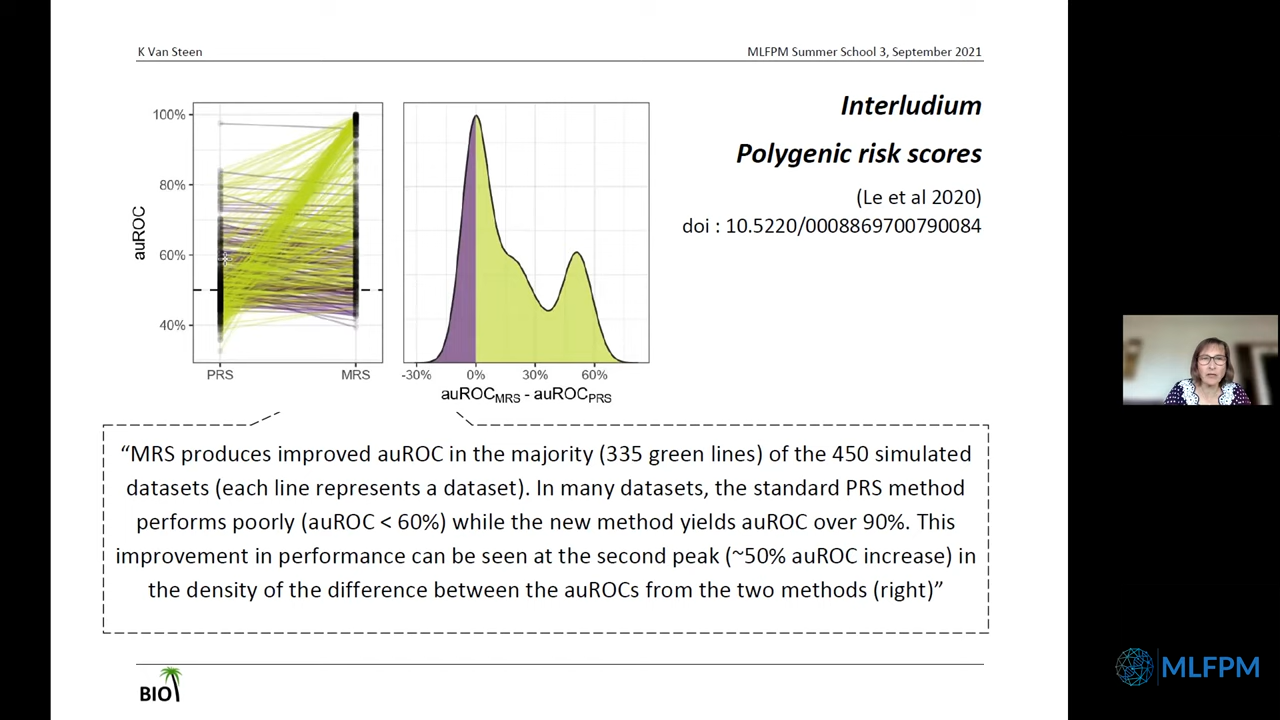 K Van Steen
MLFPM Summer School 3, September 2021
Interludium
Polygenic risk scores
(Le et al 2020)
doi : 10.5220/0008869700790084
auROC
100%
80%
60%
40%
PRS
MRS
-30%
0%
30%
60%
auROCMRS - auROCPRS
“MRS produces improved auROC in the majority (335 green lines) of the 450 simulated
datasets (each line represents a dataset). In many datasets, the standard PRS method
performs poorly (auROC < 60%) while the new method yields auROC over 90%. This
improvement in performance can be seen at the second peak (~50% auROC increase) in
the density of the difference between the auROCs from the two methods (right)”
BIO
MLFPM